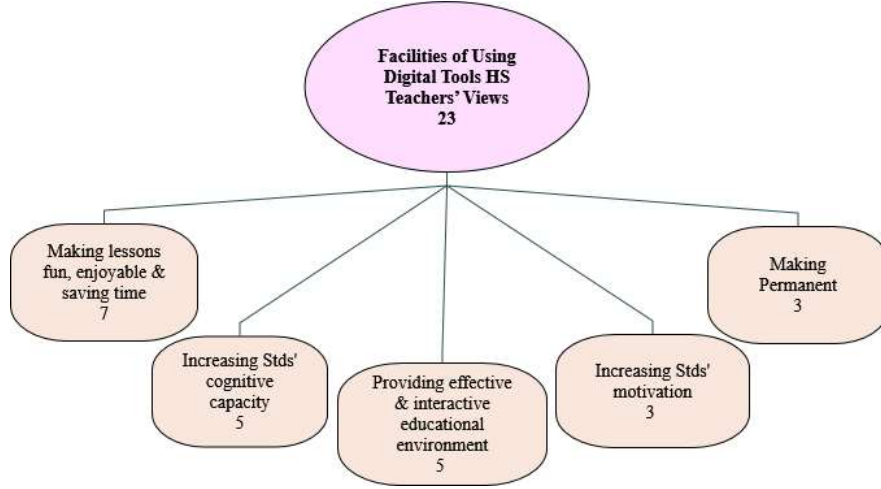 Facilities of Using
Digital Tools HS
Teachers’ Views
23
Making lessons
fun, enjoyable &
saving time
7
Increasing Stds'
cognitive
capacity
5
Providing effective
& interactive
educational
environment
5
Increasing Stds'
motivation
3
Making
Permanent
3